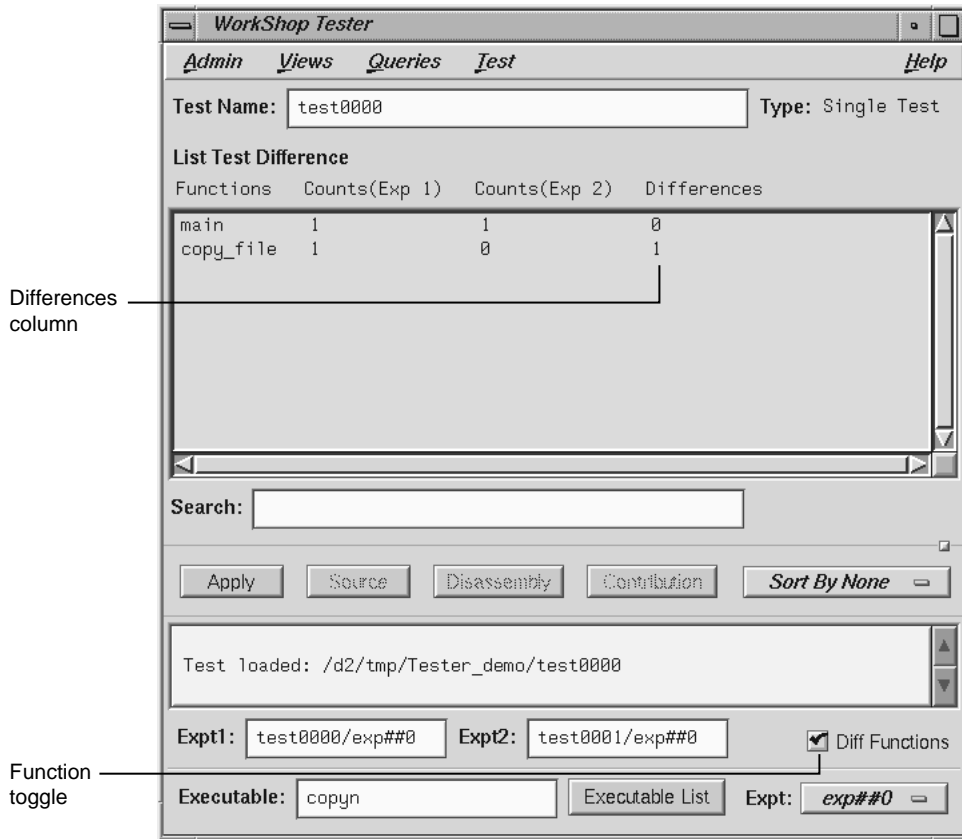 WorkShop Tester
Admin Views Queries Test Help
Test Name: test0000 Type: Single Test
List Test Difference
Functions Counts(Exp 1) Counts(Exp 2) Differences
main 1 1 0
copy_file 1 0 1
Differences
column
Search:
Apply Source Disassembly Contribution Sort By None
Test loaded: /d2/tmp/Tester_demo/test0000
Expt1: test0000/exp##0 Expt2: test0001/exp##0 Diff Functions
Function
toggle
Executable: copyn Executable List Expt: exp##0